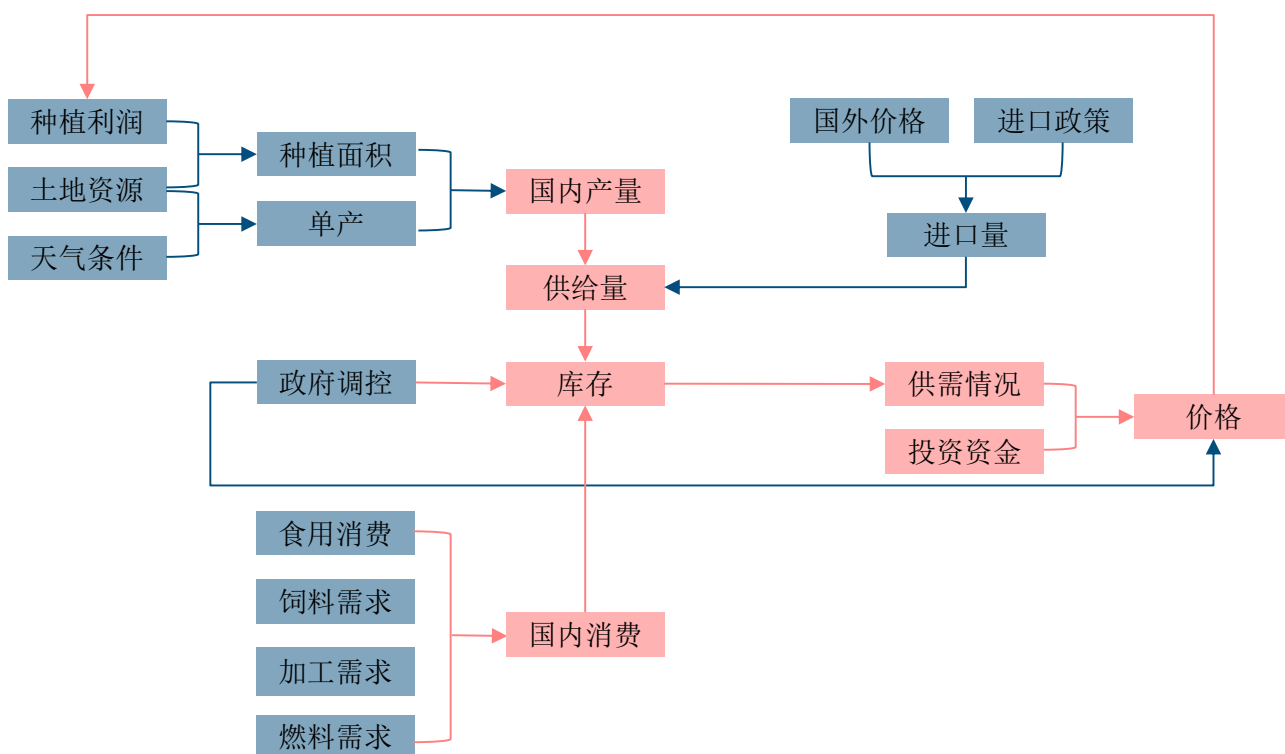 种植利润
国外价格
进口政策
种植面积
土地资源
国内产量
单产
进口量
天气条件
供给量
政府调控
库存
供需情况
价格
投资资金
食用消费
饲料需求
国内消费
加工需求
燃料需求